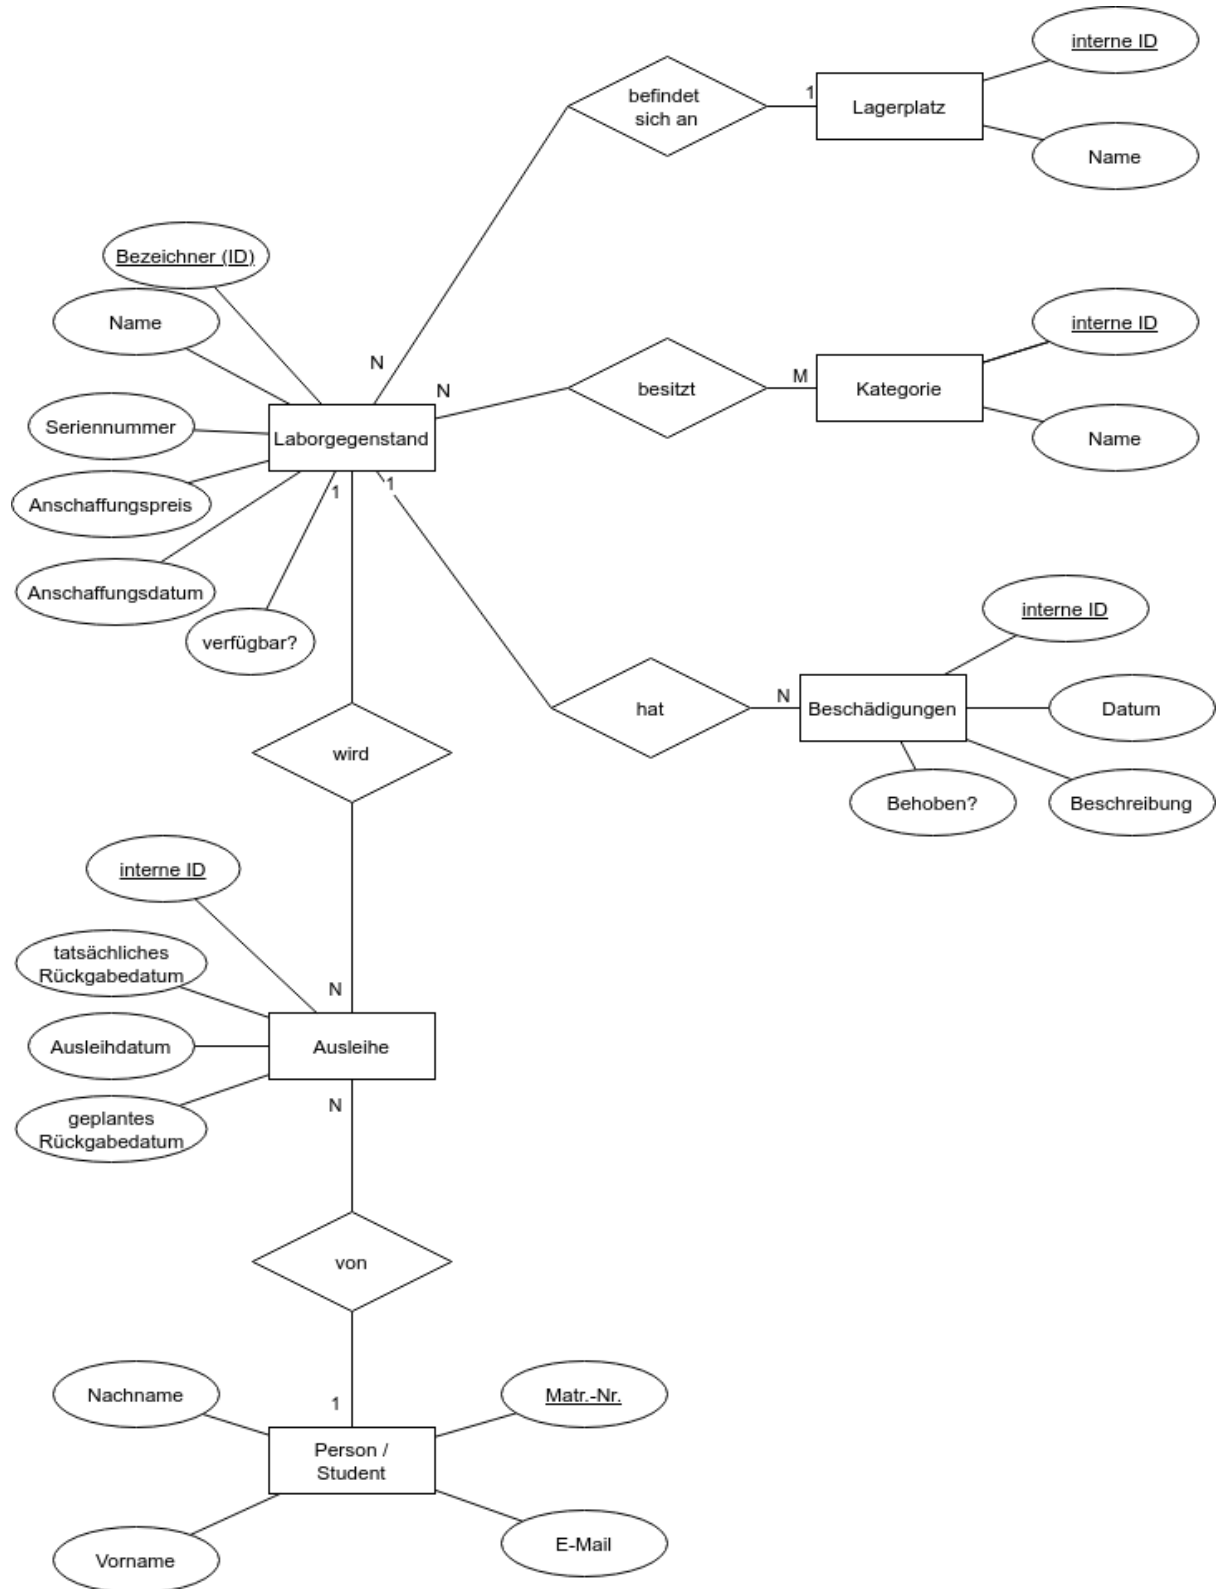 interne ID
befindet
sich an
1
Lagerplatz
Name
Bezeichner (ID)
Name
N
N
besitzt
M
Kategorie
interne ID
Name
Seriennummer
Laborgegenstand
Anschaffungspreis
1
1
Anschaffungsdatum
verfügbar?
interne ID
hat
N
Beschädigungen
Datum
Behoben?
Beschreibung
wird
interne ID
tatsächliches
Rückgabedatum
N
Ausleihdatum
Ausleihe
geplantes
Rückgabedatum
N
von
Nachname
1
Matr.-Nr.
Person /
Student
Vorname
E-Mail